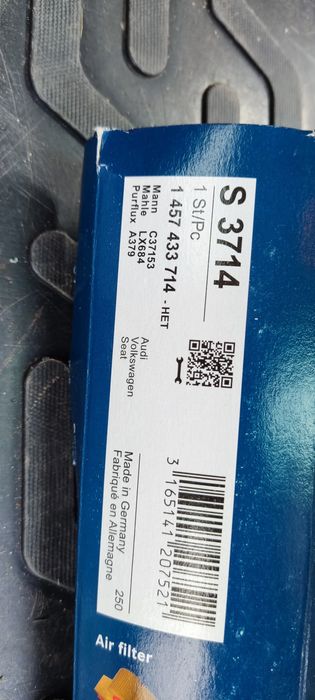 S 3714
1 St/Pc
1 457 433 714 - HET
Mann C37153
Mahle LX684
Purflux A379
Audi
Volkswagen
Seat
3 165141 207521
Made in Germany
Fabriqué en Allemagne
250
Air filter